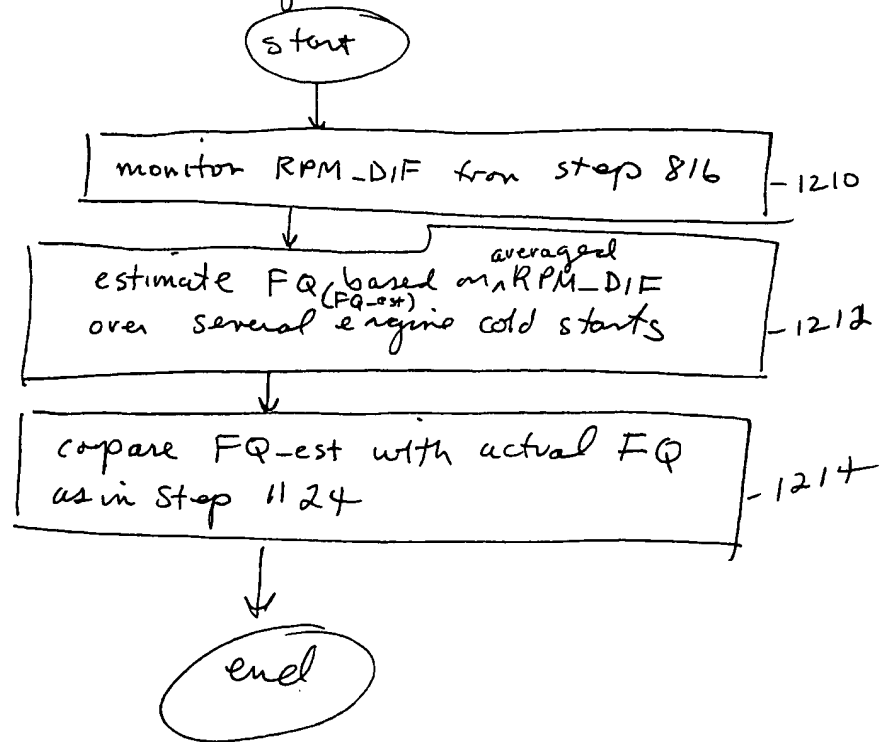 start
monitor RPM_DIF from step 816
1210
estimate FQ (FQ-est) based on averaged RPM_DIF
over several engine cold starts
1212
compare FQ-est with actual FQ
as in Step 1124
1214
end